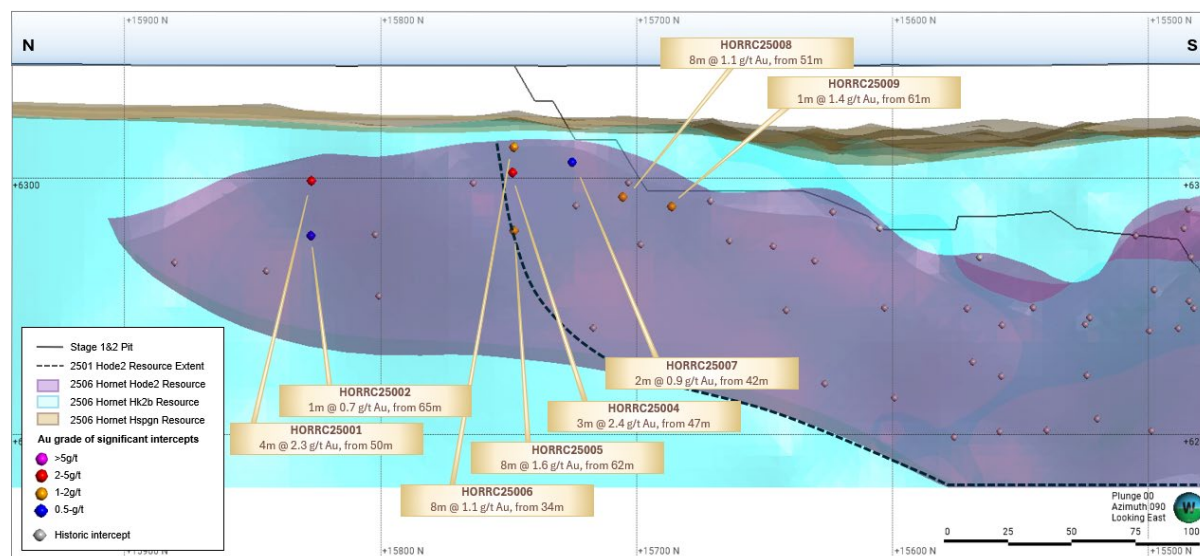 +15900 N
+15800 N
+15700 N
+15600 N
+15500 N
N
S
HORRC25008
8m @ 1.1 g/t Au, from 51m
HORRC25009
1m @ 1.4 g/t Au, from 61m
+6300
+63
HORRC25007
2m @ 0.9 g/t Au, from 42m
HORRC25002
1m @ 0.7 g/t Au, from 65m
HORRC25004
3m @ 2.4 g/t Au, from 47m
HORRC25001
4m @ 2.3 g/t Au, from 50m
HORRC25005
8m @ 1.6 g/t Au, from 62m
HORRC25006
8m @ 1.1 g/t Au, from 34m
Stage 1&2 Pit
2501 Hode2 Resource Extent
2506 Hornet Hode2 Resource
2506 Hornet Hk2b Resource
2506 Hornet Hspgn Resource
Au grade of significant intercepts
>5g/t
2-5g/t
1-2g/t
0.5-g/t
Historic intercept
+62
Plunge 00
Azimuth 090
Looking East
W
0 25 50 75 100
+15900 N
+15800 N
+15700 N
+15600 N
+15500 N